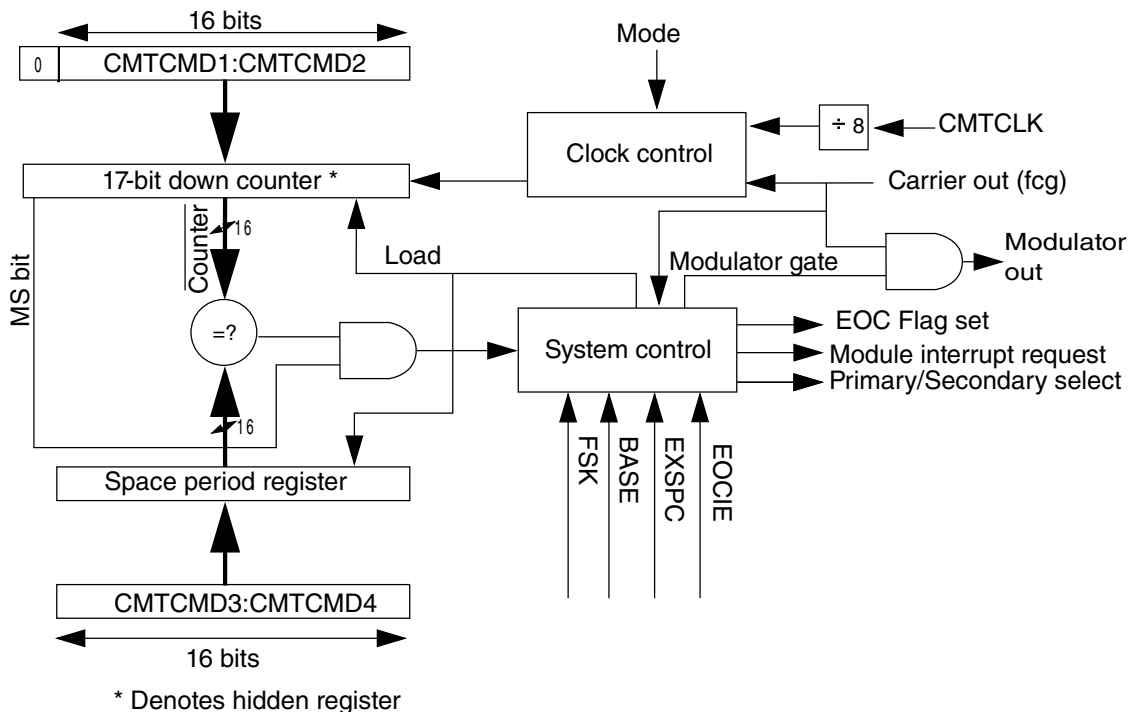 16 bits
Mode
0
CMTCMD1:CMTCMD2
÷ 8
CMTCLK
Clock control
17-bit down counter *
Carrier out (fcg)
MS bit
Counter
16
Load
Modulator gate
Modulator
out
=?
System control
EOC Flag set
Module interrupt request
Primary/Secondary select
16
FSK
BASE
EXSPC
EOCIE
Space period register
CMTCMD3:CMTCMD4
16 bits
* Denotes hidden register